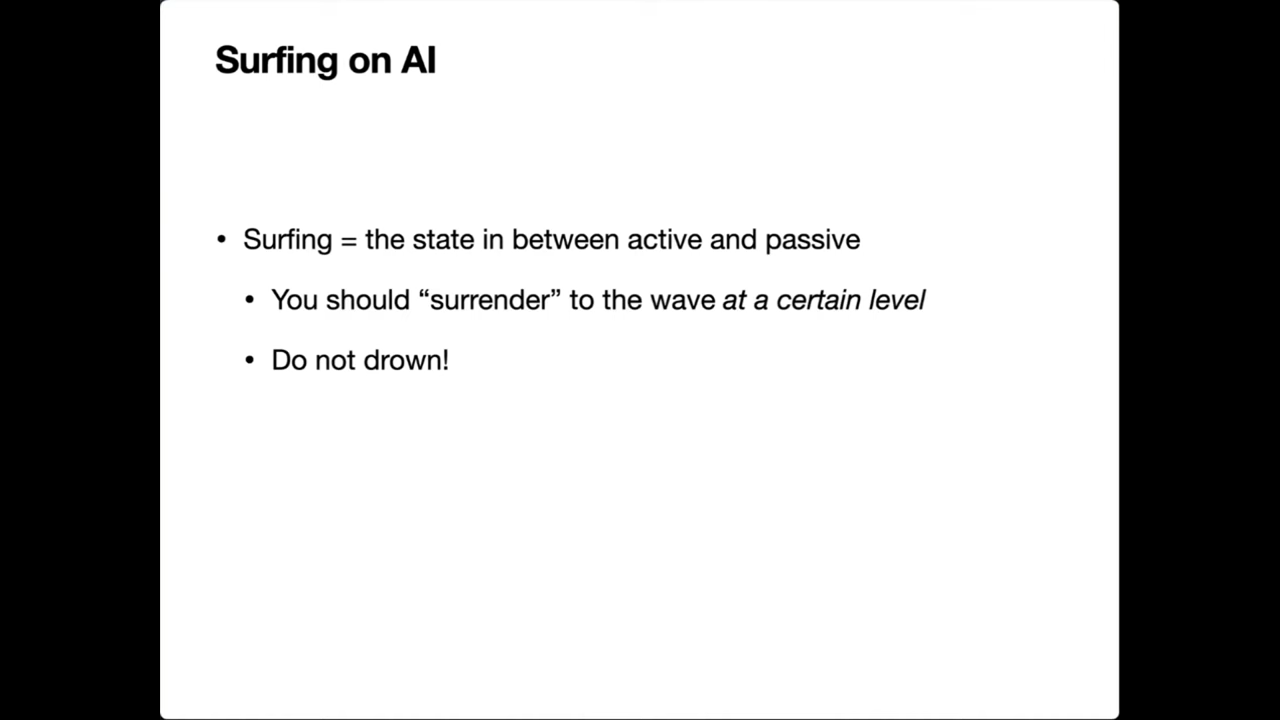 Surfing on AI
• Surfing = the state in between active and passive
• You should “surrender” to the wave at a certain level
• Do not drown!